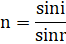 n = sini/sinr